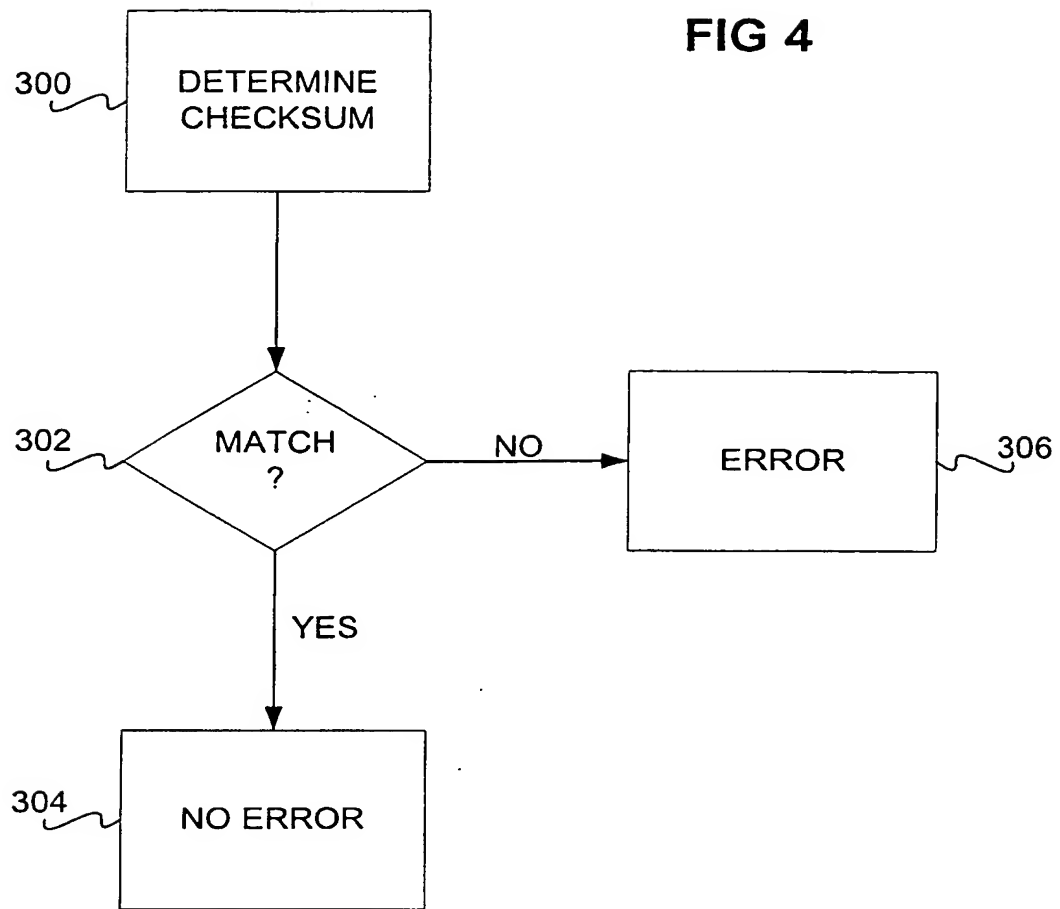 FIG 4
300
DETERMINE
CHECKSUM
302
MATCH
?
NO
ERROR
306
YES
304
NO ERROR